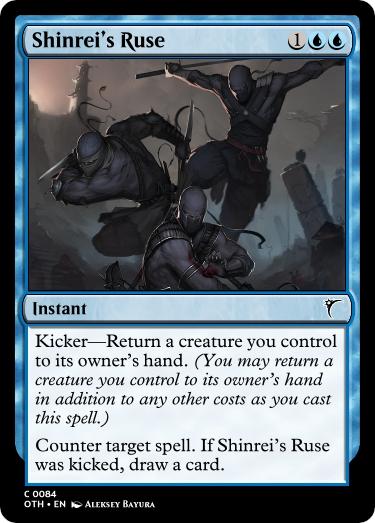 Shinrei's Ruse 1
Instant
Kicker—Return a creature you control
to its owner's hand. (You may return a
creature you control to its owner's hand
in addition to any other costs as you cast
this spell.)
Counter target spell. If Shinrei's Ruse
was kicked, draw a card.
C 0084
OTH • EN Aleksey Bayura